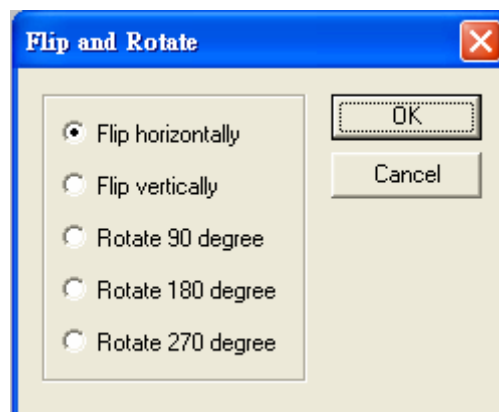 Flip and Rotate
Flip horizontally
Flip vertically
Rotate 90 degree
Rotate 180 degree
Rotate 270 degree
OK
Cancel